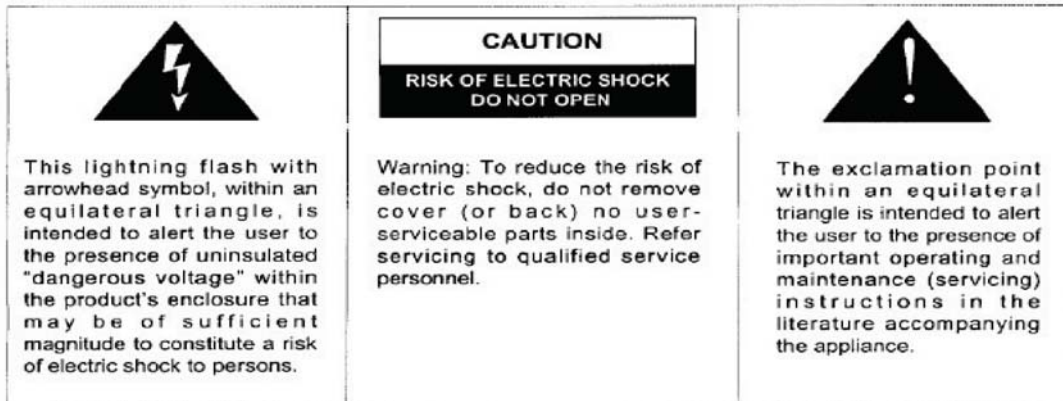 This lightning flash with
arrowhead symbol, within an
equilateral triangle, is
intended to alert the user to
the presence of uninsulated
"dangerous voltage" within
the product's enclosure that
may be of sufficient
magnitude to constitute a risk
of electric shock to persons.
CAUTION
RISK OF ELECTRIC SHOCK
DO NOT OPEN
Warning: To reduce the risk of
electric shock, do not remove
cover (or back) no user-
serviceable parts inside. Refer
servicing to qualified service
personnel.
!
The exclamation point
within an equilateral
triangle is intended to alert
the user to the presence of
important operating and
maintenance (servicing)
instructions in the
literature accompanying
the appliance.